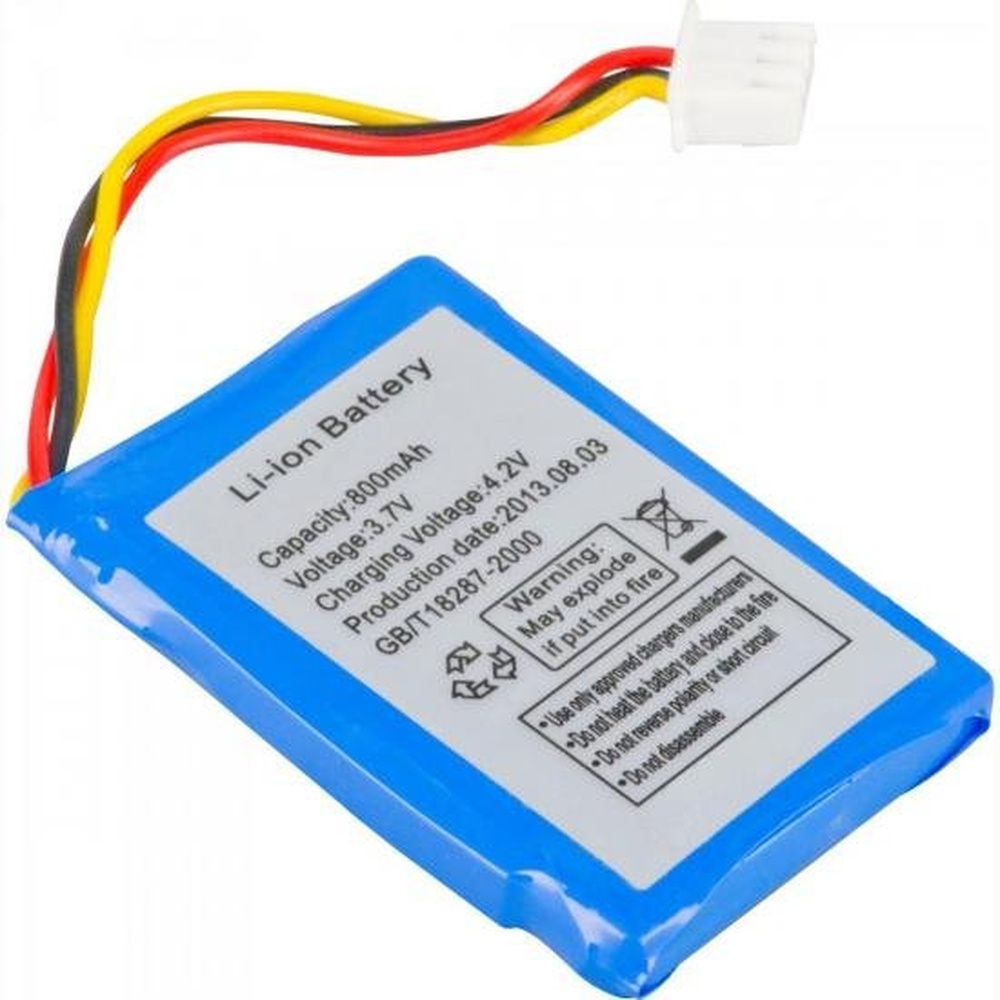 Li-ion Battery
Capacity:800mAh
Voltage:3.7V
Charging Voltage:4.2V
Production date:2013.08.03
GB/T18287-2000
Warning:
May explode
if put into fire
• Use only approved chargers manufacturers
• Do not heat the battery and close to the fire
• Do not reverse polarity or short circuit
• Do not disassemble